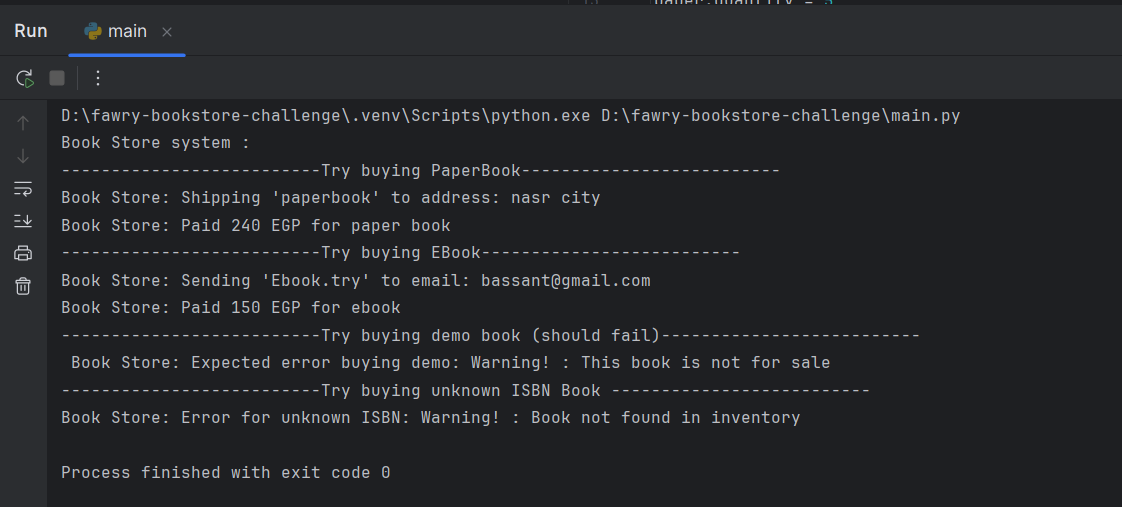 Run main
D:\fawry-bookstore-challenge\.venv\Scripts\python.exe D:\fawry-bookstore-challenge\main.py
Book Store system :
--------------------------Try buying PaperBook--------------------------
Book Store: Shipping 'paperbook' to address: nasr city
Book Store: Paid 240 EGP for paper book
--------------------------Try buying EBook--------------------------
Book Store: Sending 'Ebook.try' to email: bassant@gmail.com
Book Store: Paid 150 EGP for ebook
--------------------------Try buying demo book (should fail)--------------------------
 Book Store: Expected error buying demo: Warning! : This book is not for sale
--------------------------Try buying unknown ISBN Book --------------------------
Book Store: Error for unknown ISBN: Warning! : Book not found in inventory
Process finished with exit code 0